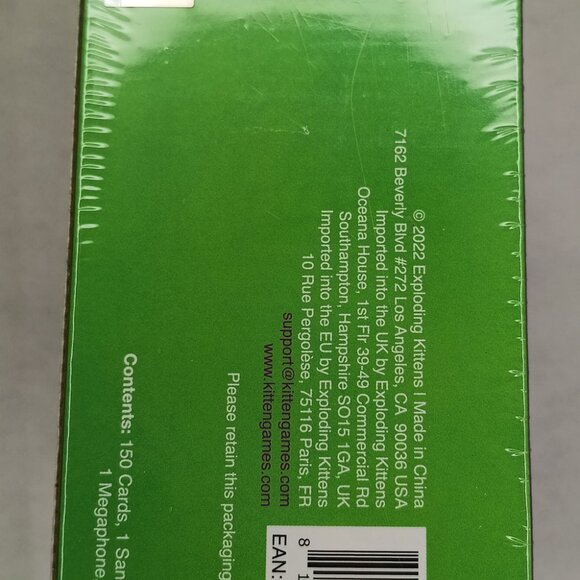 © 2022 Exploding Kittens | Made in China
7162 Beverly Blvd #272 Los Angeles, CA 90036 USA
Imported into the UK by Exploding Kittens
Oceana House, 1st Flr 39-49 Commercial Rd
Southampton, Hampshire SO15 1GA, UK
Imported into the EU by Exploding Kittens
10 Rue Pergolèse, 75116 Paris, FR
support@kittengames.com
www.kittengames.com
Please retain this packaging
Contents: 150 Cards, 1 San
1 Megaphone
8 1
EAN: